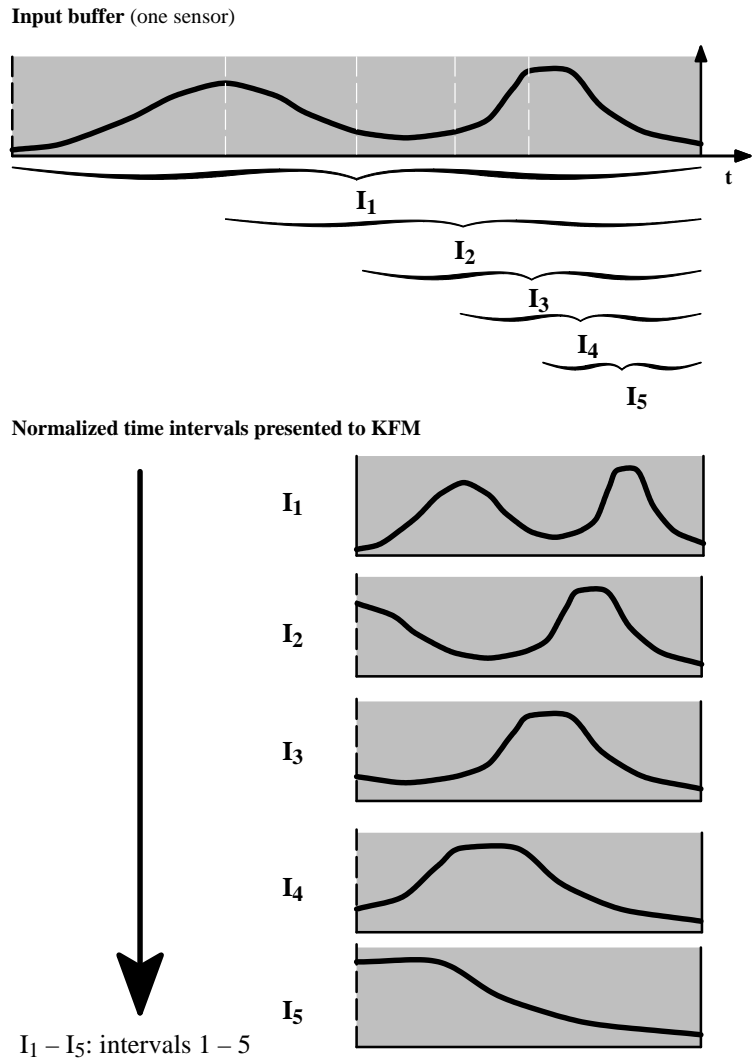 Input buffer (one sensor)
t
I1
I2
I3
I4
I5
Normalized time intervals presented to KFM
I1
I2
I3
I4
I5
I1 – I5: intervals 1 – 5